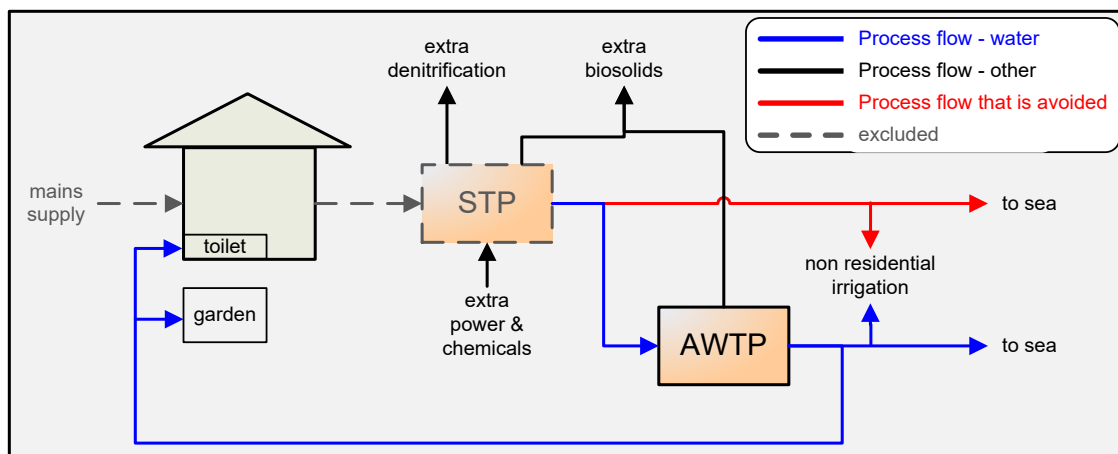 extra
denitrification
extra
biosolids
Process flow - water
Process flow - other
Process flow that is avoided
excluded
mains
supply
STP
to sea
toilet
non residential
irrigation
garden
extra
power &
chemicals
AWTP
to sea